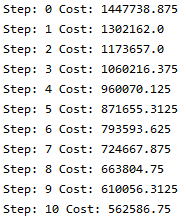 Step: 0 Cost: 1447738.875
Step: 1 Cost: 1302162.0
Step: 2 Cost: 1173657.0
Step: 3 Cost: 1060216.375
Step: 4 Cost: 960070.125
Step: 5 Cost: 871655.3125
Step: 6 Cost: 793593.625
Step: 7 Cost: 724667.875
Step: 8 Cost: 663804.75
Step: 9 Cost: 610056.3125
Step: 10 Cost: 562586.75